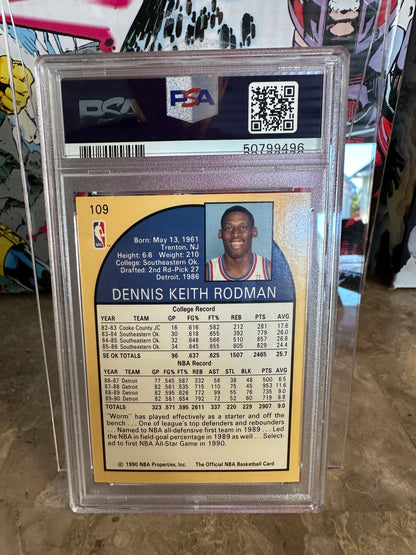 PSA
PSA
50799496
109
NBA
Born: May 13, 1961
Trenton, NJ
Height: 6-8 Weight: 210
College: Southeastern Ok.
Drafted: 2nd Rd-Pick 27
Detroit, 1986
DENNIS KEITH RODMAN
College Record
YEAR TEAM GP FG% FT% REB PTS AVG
82-83 Cooke County JC 16 .616 .582 212 281 17.6
83-84 Southeastern Ok. 30 .618 .655 392 781 26.0
84-85 Southeastern Ok. 32 .648 .566 510 857 26.8
85-86 Southeastern Ok. 34 .645 .655 605 829 24.4
SE OK TOTALS 96 .637 .625 1507 2465 25.7
NBA Record
YEAR TEAM GP FG% FT% REB AST STL BLK PTS AVG
86-87 Detroit 77 .545 .587 332 56 38 48 500 6.5
87-88 Detroit 82 .561 .535 715 110 75 45 953 11.6
88-89 Detroit 82 .595 .626 772 99 55 76 735 9.0
89-90 Detroit 82 .581 .654 792 72 52 60 719 8.8
TOTALS 323 .571 .595 2611 337 220 229 2907 9.0
"Worm" has played effectively as a starter and off the
bench . . . One of league's top defenders and rebounders
. . . Named to NBA all-defensive first team in 1989 . . . Led
the NBA in field-goal percentage in 1989 as well . . . Select-
ed to first NBA All-Star Game in 1990.
© 1990 NBA Properties, Inc. The Official NBA Basketball Card